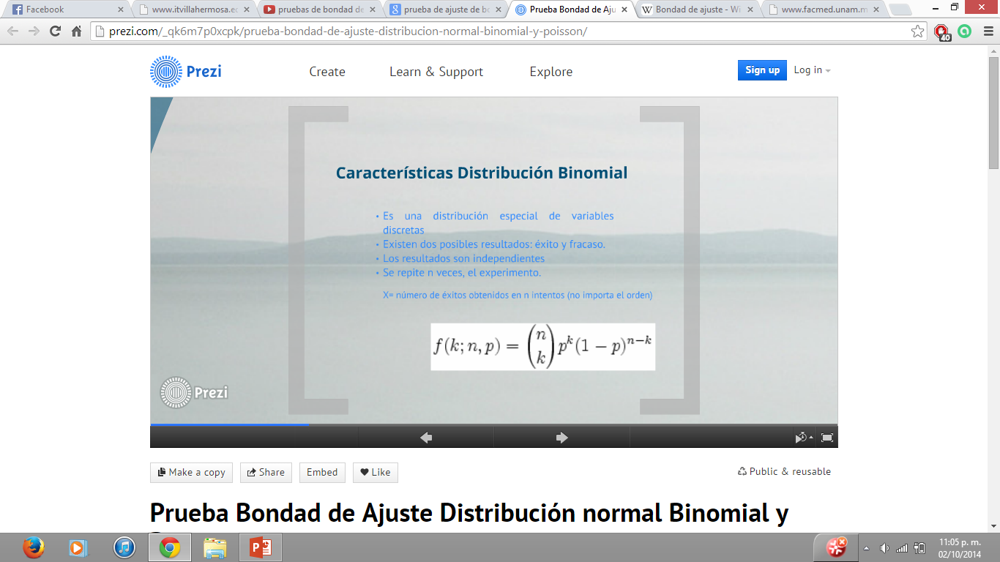 Facebook
www.itvillahermosa.ec
pruebas de bondad de
prueba de ajuste de bo
Prueba Bondad de Aju
Bondad de ajuste - Wi
www.facmed.unam.m
prezi.com/_qk6m7p0xcpk/prueba-bondad-de-ajuste-distribucion-normal-binomial-y-poisson/
40
Prezi
Create
Learn & Support
Explore
Sign up
Log in
Características Distribución Binomial
• Es una distribución especial de variables
discretas
• Existen dos posibles resultados: éxito y fracaso.
• Los resultados son independientes
• Se repite n veces, el experimento.
X= número de éxitos obtenidos en n intentos (no importa el orden)
f(k; n, p) = (n k) p^k (1 − p)^{n−k}
Prezi
Make a copy
Share
Embed
Like
Public & reusable
Prueba Bondad de Ajuste Distribución normal Binomial y
11:05 p. m.
02/10/2014